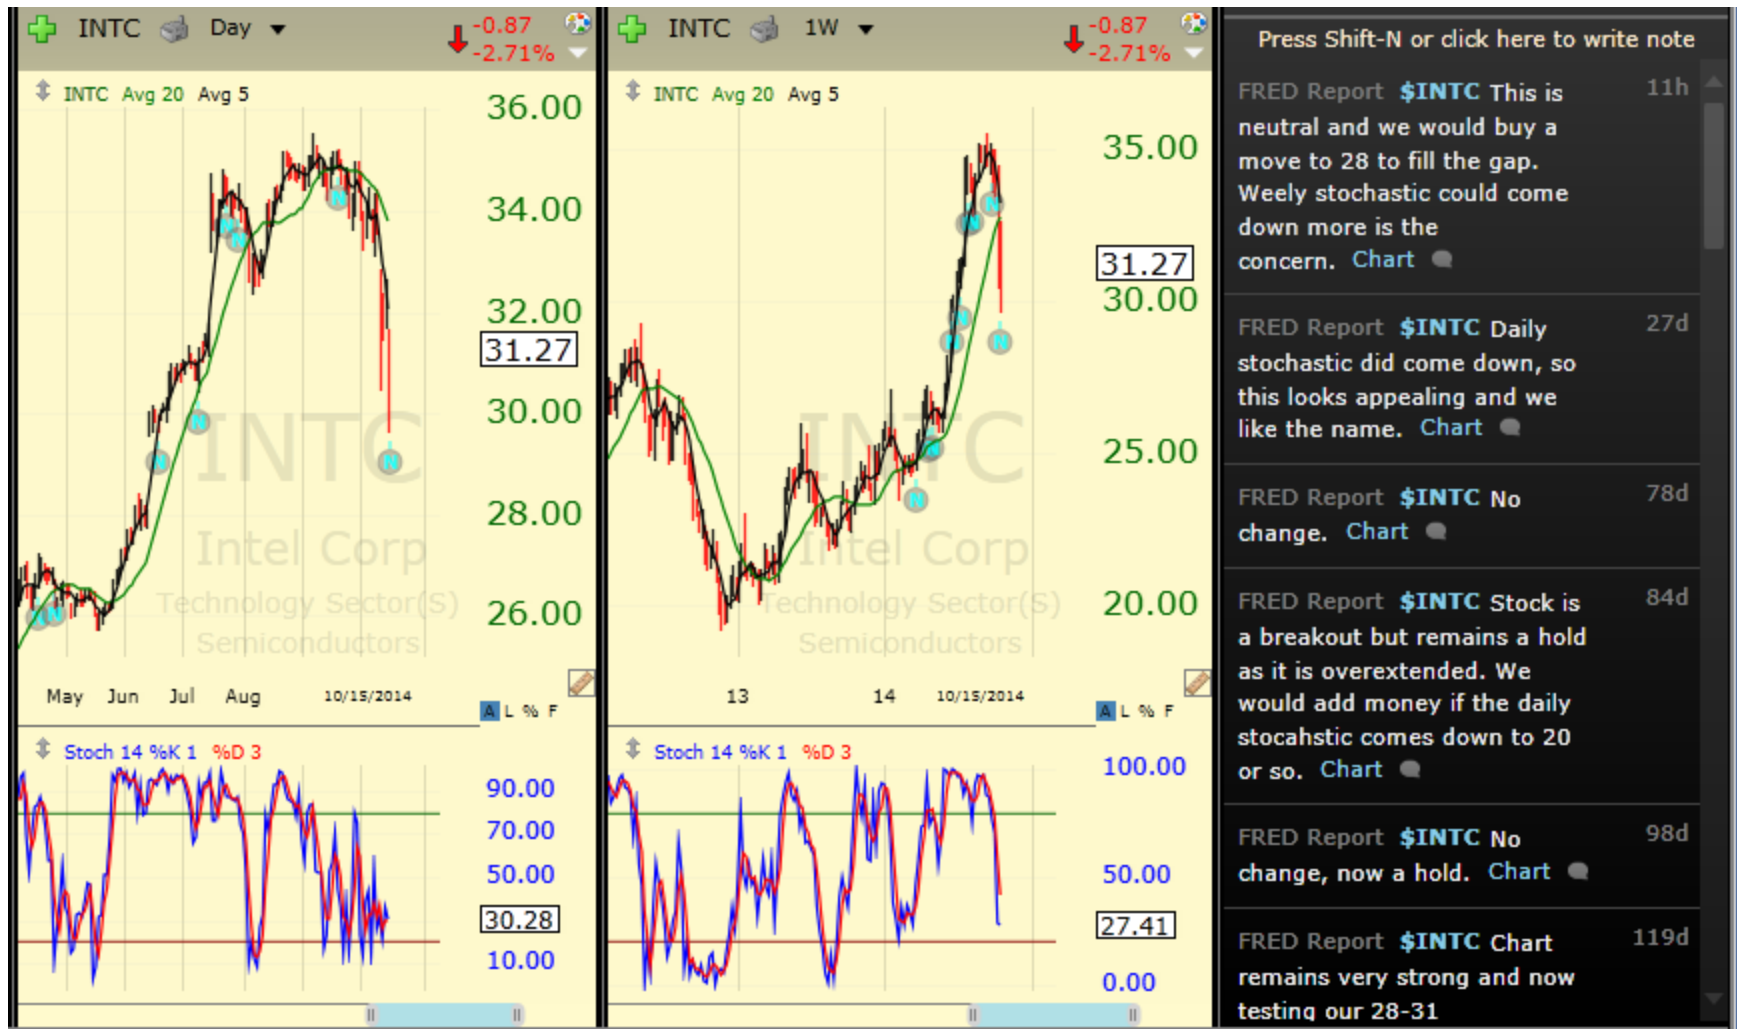 INTC Day
-0.87
-2.71%
INTC Avg 20 Avg 5
36.00
34.00
32.00
31.27
30.00
28.00
26.00
INTC
Intel Corp
Technology Sector(S)
Semiconductors
May Jun Jul Aug 10/15/2014
A L % F
Stoch 14 %K 1 %D 3
90.00
70.00
50.00
30.28
10.00
INTC 1W
-0.87
-2.71%
INTC Avg 20 Avg 5
35.00
31.27
30.00
25.00
20.00
INTC
Intel Corp
Technology Sector(S)
Semiconductors
13 14 10/15/2014
A L % F
Stoch 14 %K 1 %D 3
100.00
50.00
27.41
0.00
Press Shift-N or click here to write note
FRED Report $INTC This is 11h
neutral and we would buy a
move to 28 to fill the gap.
Weely stochastic could come
down more is the
concern. Chart
FRED Report $INTC Daily 27d
stochastic did come down, so
this looks appealing and we
like the name. Chart
FRED Report $INTC No 78d
change. Chart
FRED Report $INTC Stock is 84d
a breakout but remains a hold
as it is overextended. We
would add money if the daily
stocahstic comes down to 20
or so. Chart
FRED Report $INTC No 98d
change, now a hold. Chart
FRED Report $INTC Chart 119d
remains very strong and now
testing our 28-31